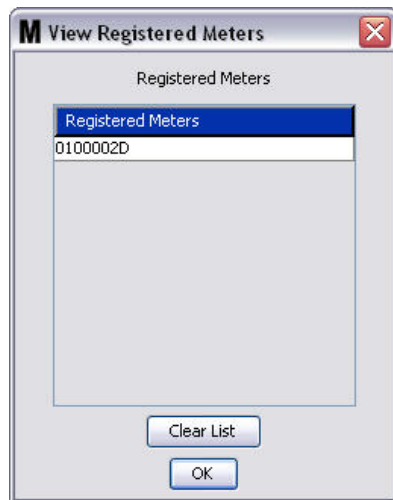 M View Registered Meters
Registered Meters
Registered Meters
0100002D
Clear List
OK